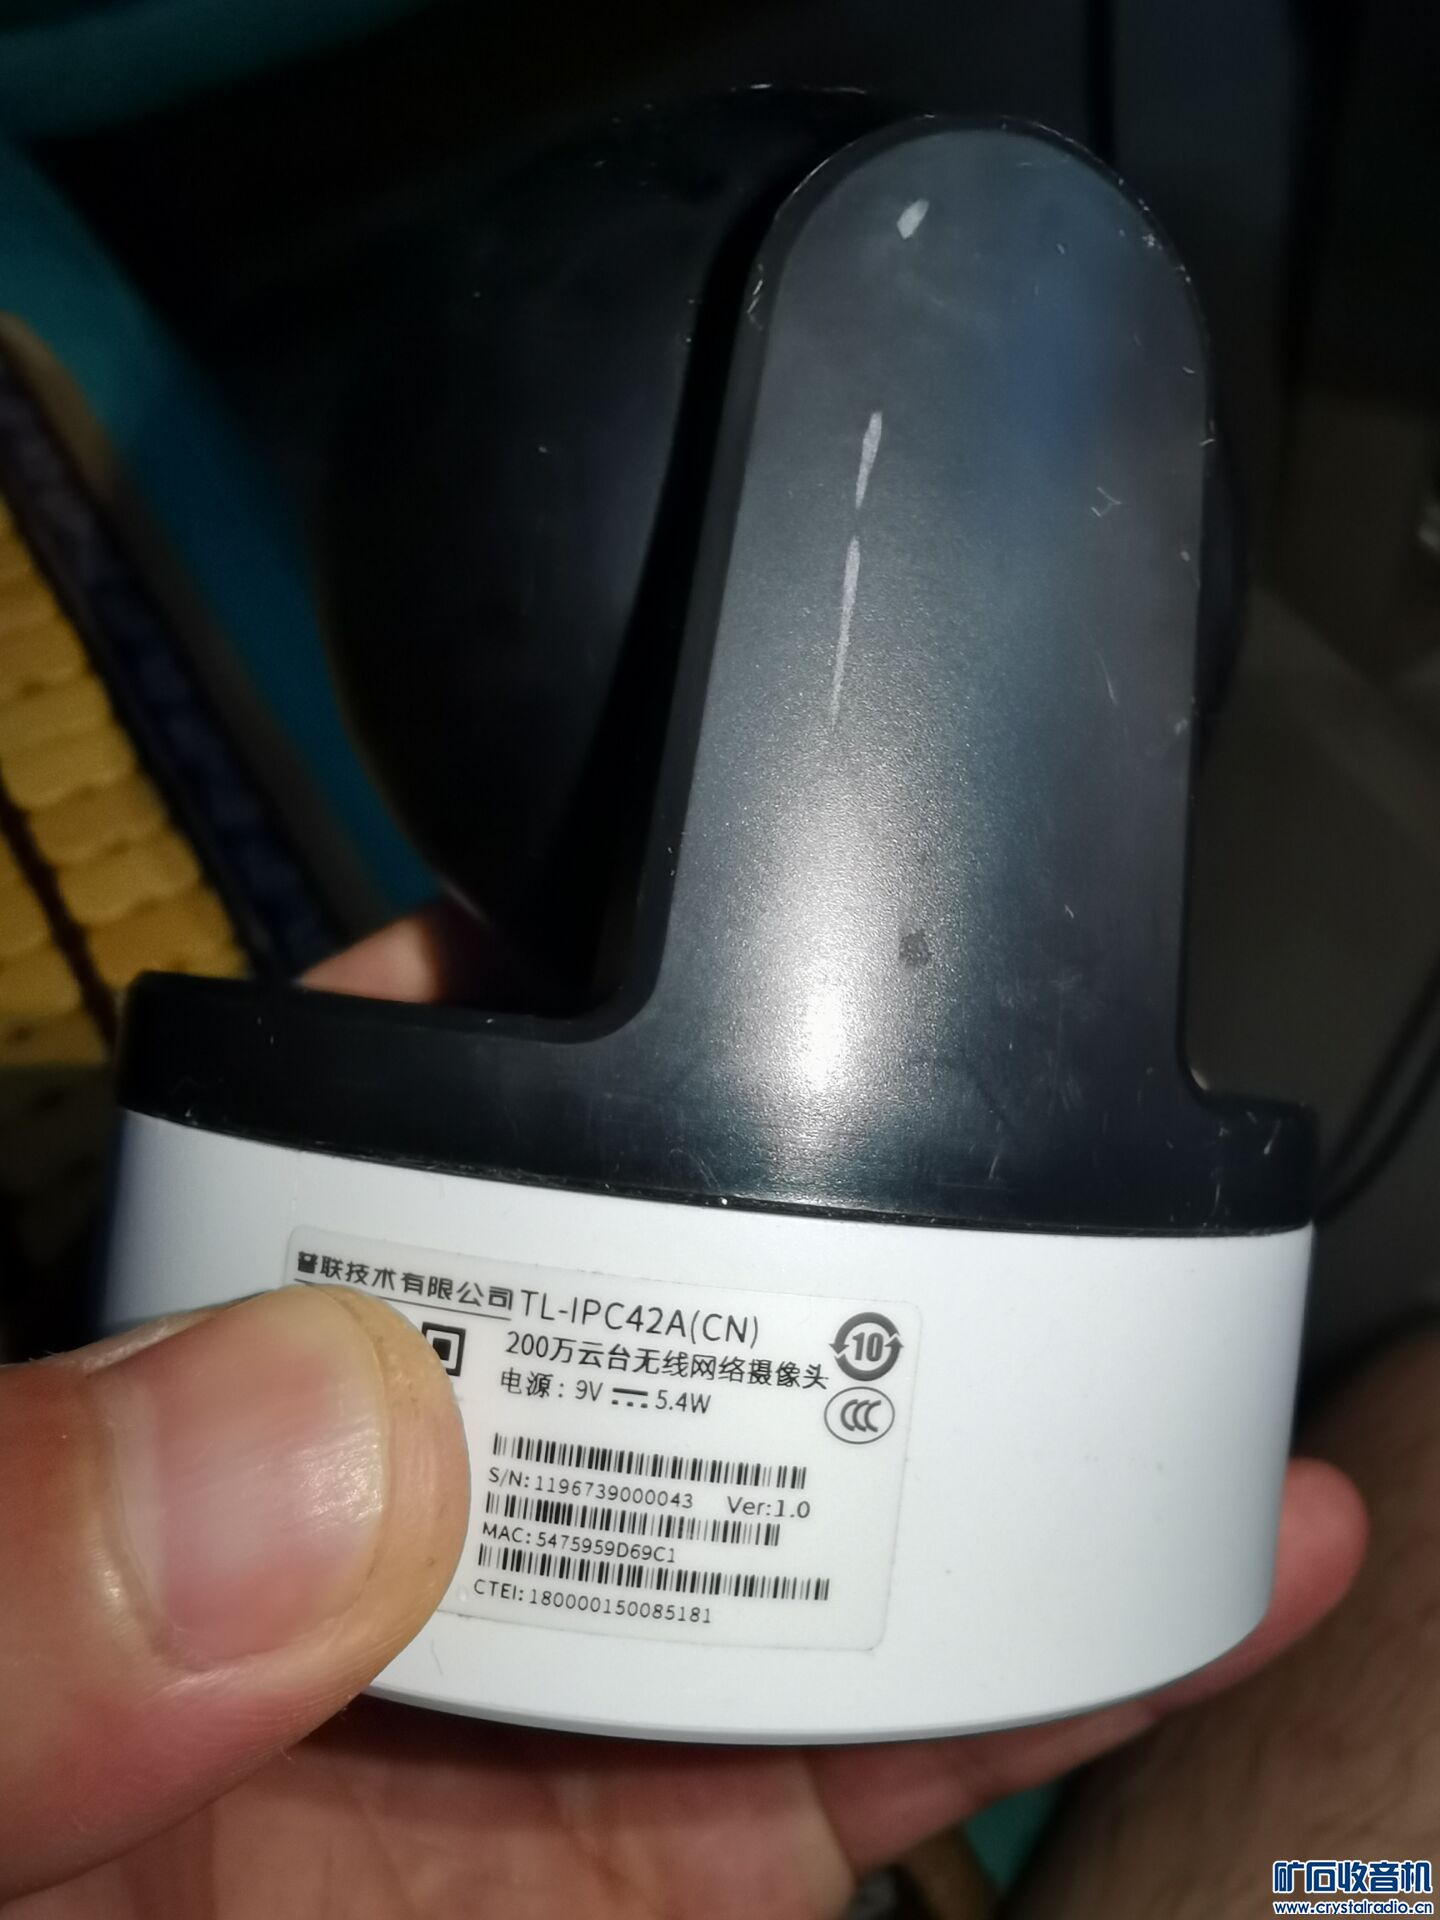 普联技术有限公司 TL-IPC42A(CN)
200万云台无线网络摄像头
电源: 9V 5.4W
10
CCC
S/N: 1196739000043 Ver:1.0
MAC: 5475959D69C1
CTEI: 180000150085181
矿石收音机
www.crystalradio.cn